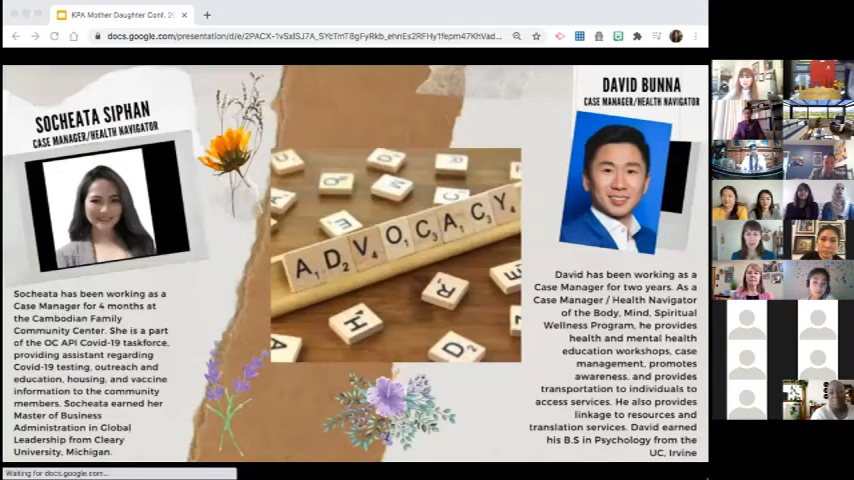 KPA Mother Daughter Conf. 20
docs.google.com/presentation/d/e/2PACX-1vSxlSJ7A_SYcTmT8gFyRkb_ehnEs2RFHy1fepm47KhVad...
SOCHEATA SIPHAN
CASE MANAGER/HEALTH NAVIGATOR
Socheata has been working as a
Case Manager for 4 months at
the Cambodian Family
Community Center. She is a part
of the OC API Covid-19 taskforce,
providing assistant regarding
Covid-19 testing, outreach and
education, housing, and vaccine
information to the community
members. Socheata earned her
Master of Business
Administration in Global
Leadership from Cleary
University, Michigan.
ADVOCACY
DAVID BUNNA
CASE MANAGER/HEALTH NAVIGATOR
David has been working as a
Case Manager for two years. As a
Case Manager / Health Navigator
of the Body, Mind, Spiritual
Wellness Program, he provides
health and mental health
education workshops, case
management, promotes
awareness, and provides
transportation to individuals to
access services. He also provides
linkage to resources and
translation services. David earned
his B.S in Psychology from the
UC, Irvine
Waiting for docs.google.com...